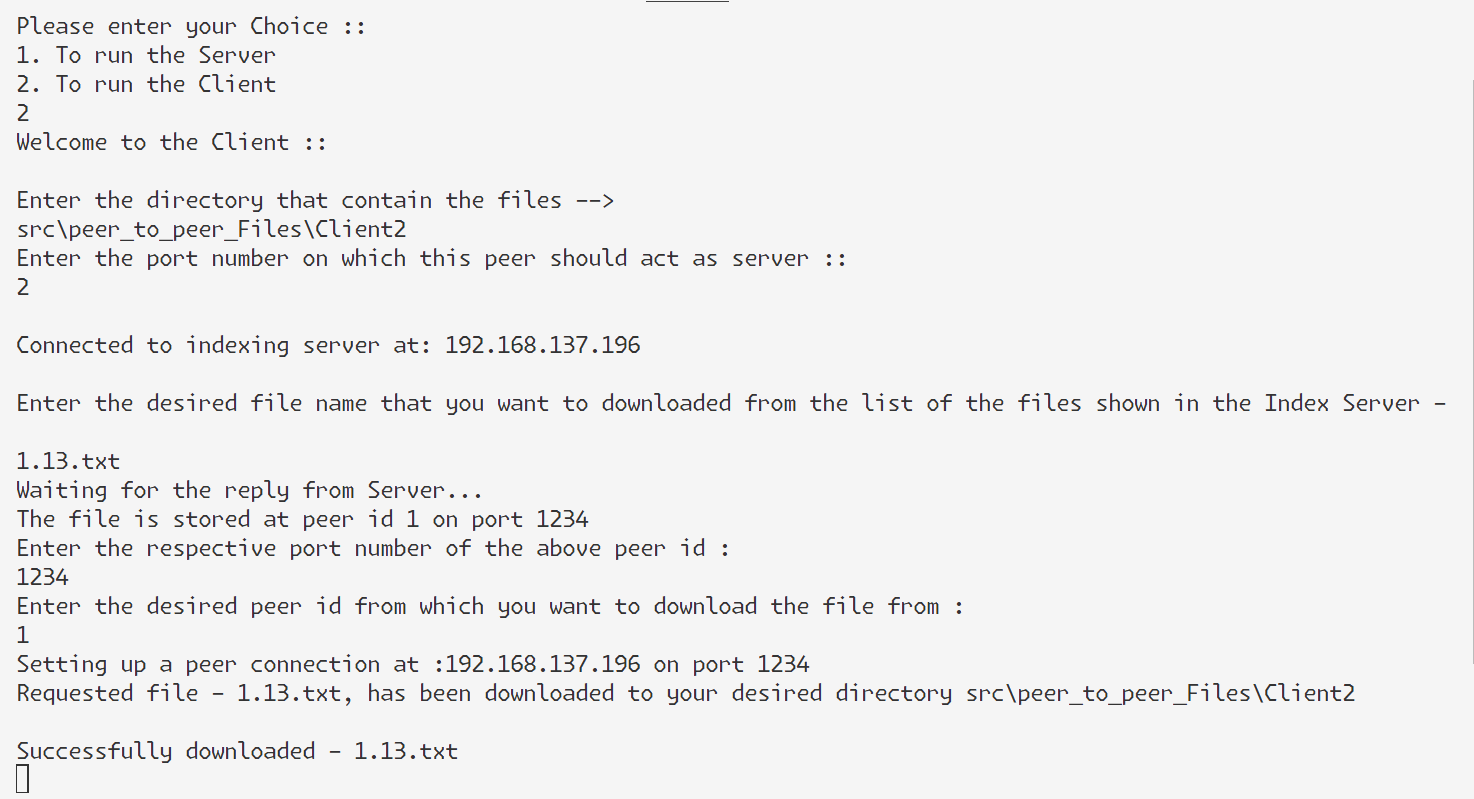 Please enter your Choice ::
1. To run the Server
2. To run the Client
2
Welcome to the Client ::
Enter the directory that contain the files -->
src\peer_to_peer_Files\Client2
Enter the port number on which this peer should act as server ::
2
Connected to indexing server at: 192.168.137.196
Enter the desired file name that you want to downloaded from the list of the files shown in the Index Server -
1.13.txt
Waiting for the reply from Server...
The file is stored at peer id 1 on port 1234
Enter the respective port number of the above peer id :
1234
Enter the desired peer id from which you want to download the file from :
1
Setting up a peer connection at :192.168.137.196 on port 1234
Requested file - 1.13.txt, has been downloaded to your desired directory src\peer_to_peer_Files\Client2
Successfully downloaded - 1.13.txt